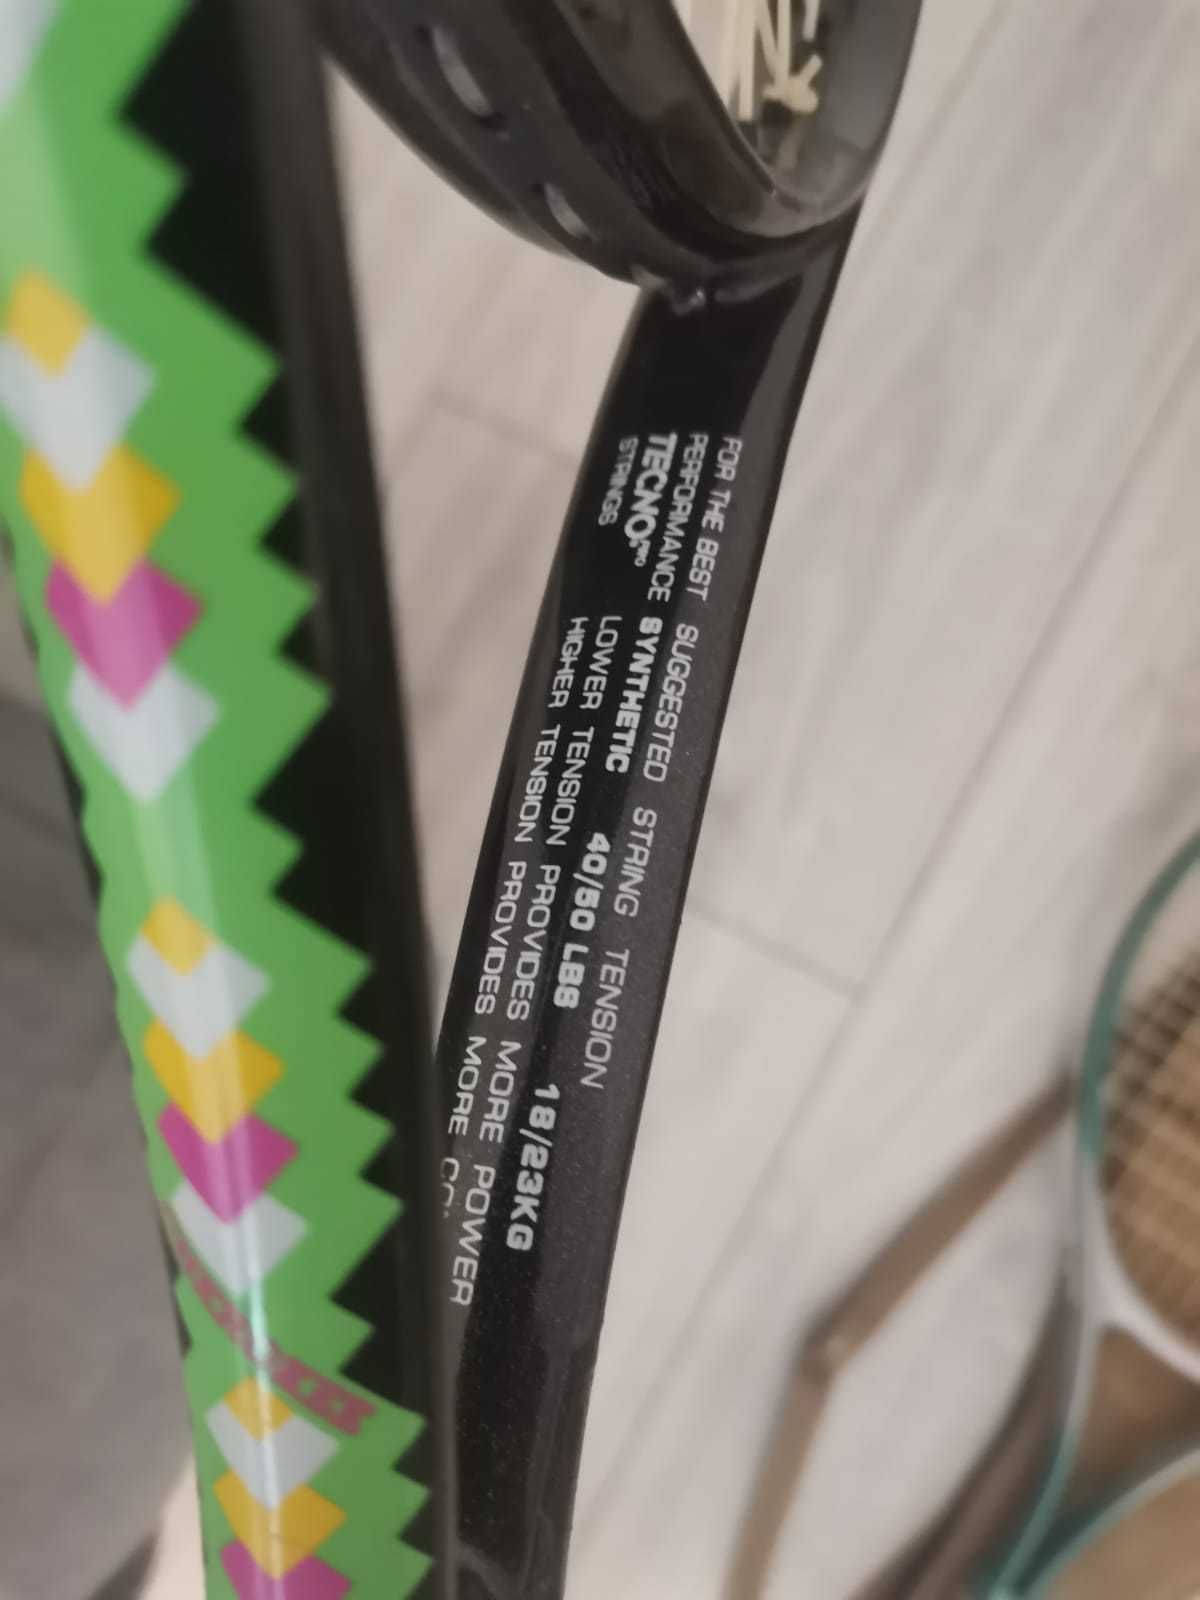 FOR THE BEST
PERFORMANCE
TECNO PRO
STRINGS
SUGGESTED STRING TENSION
SYNTHETIC 40/50 LBS 18/23KG
LOWER TENSION PROVIDES MORE POWER
HIGHER TENSION PROVIDES MORE